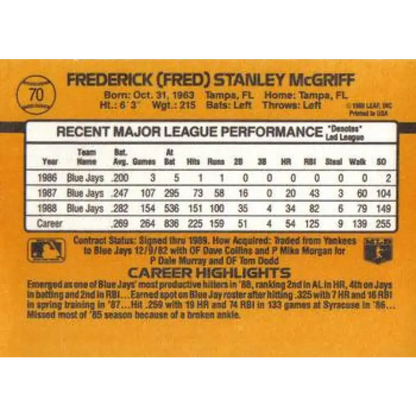 70
FREDERICK (FRED) STANLEY McGRIFF
Born: Oct. 31, 1963 Tampa, FL Home: Tampa, FL
Ht.: 6'3" Wgt.: 215 Bats: Left Throws: Left
© 1988 LEAF, INC.
Printed in USA
RECENT MAJOR LEAGUE PERFORMANCE *Denotes Led League
Year Team Name Bat. Avg. Games At Bat Hits Runs 2B 3B HR RBI Steal Walk SO
1986 Blue Jays .200 3 5 1 1 0 0 0 0 0 0 2
1987 Blue Jays .247 107 295 73 58 16 0 20 43 3 60 104
1988 Blue Jays .282 154 536 151 100 35 4 34 82 6 79 149
Career .269 264 836 225 159 51 4 54 125 9 139 255
Contract Status: Signed thru 1989. How Acquired: Traded from Yankees
to Blue Jays 12/9/82 with OF Dave Collins and P Mike Morgan for
P Dale Murray and OF Tom Dodd
MLB
CAREER HIGHLIGHTS
Emerged as one of Blue Jays' most productive hitters in '88, ranking 2nd in AL in HR, 4th on Jays
in batting and 2nd in RBI... Earned spot on Blue Jay roster after hitting .325 with 7 HR and 16 RBI
in spring training in '87... Hit .259 with 19 HR and 74 RBI in 133 games at Syracuse in '86...
Missed most of '85 season because of a broken ankle.